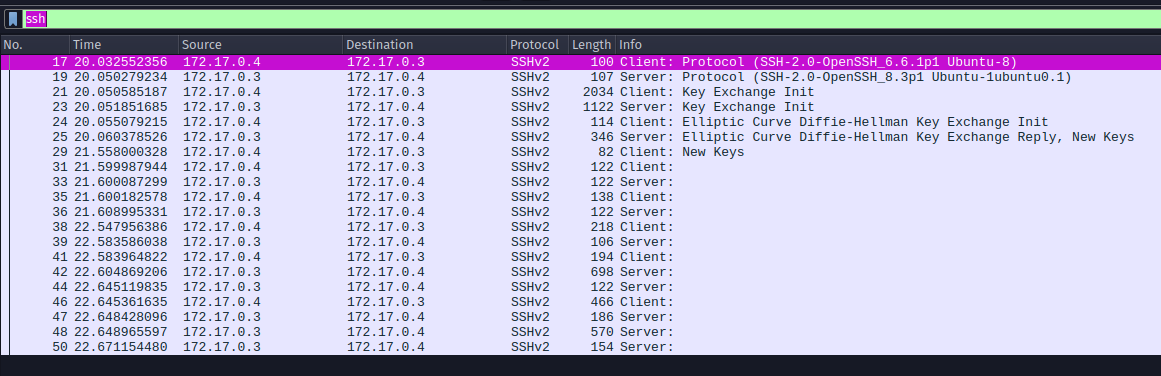 ssh
No. Time Source Destination Protocol Length Info
17 20.032552356 172.17.0.4 172.17.0.3 SSHv2 100 Client: Protocol (SSH-2.0-OpenSSH_6.6.1p1 Ubuntu-8)
19 20.050279234 172.17.0.3 172.17.0.4 SSHv2 107 Server: Protocol (SSH-2.0-OpenSSH_8.3p1 Ubuntu-1ubuntu0.1)
21 20.050585187 172.17.0.4 172.17.0.3 SSHv2 2034 Client: Key Exchange Init
23 20.051851685 172.17.0.3 172.17.0.4 SSHv2 1122 Server: Key Exchange Init
24 20.055079215 172.17.0.4 172.17.0.3 SSHv2 114 Client: Elliptic Curve Diffie-Hellman Key Exchange Init
25 20.060378526 172.17.0.3 172.17.0.4 SSHv2 346 Server: Elliptic Curve Diffie-Hellman Key Exchange Reply, New Keys
29 21.558000328 172.17.0.4 172.17.0.3 SSHv2 82 Client: New Keys
31 21.599987944 172.17.0.4 172.17.0.3 SSHv2 122 Client:
33 21.600087299 172.17.0.3 172.17.0.4 SSHv2 122 Server:
35 21.600182578 172.17.0.4 172.17.0.3 SSHv2 138 Client:
36 21.608995331 172.17.0.3 172.17.0.4 SSHv2 122 Server:
38 22.547956386 172.17.0.4 172.17.0.3 SSHv2 218 Client:
39 22.583586038 172.17.0.3 172.17.0.4 SSHv2 106 Server:
41 22.583964822 172.17.0.4 172.17.0.3 SSHv2 194 Client:
42 22.604869206 172.17.0.3 172.17.0.4 SSHv2 698 Server:
44 22.645119835 172.17.0.3 172.17.0.4 SSHv2 122 Server:
46 22.645361635 172.17.0.4 172.17.0.3 SSHv2 466 Client:
47 22.648428096 172.17.0.3 172.17.0.4 SSHv2 186 Server:
48 22.648965597 172.17.0.3 172.17.0.4 SSHv2 570 Server:
50 22.671154480 172.17.0.3 172.17.0.4 SSHv2 154 Server: